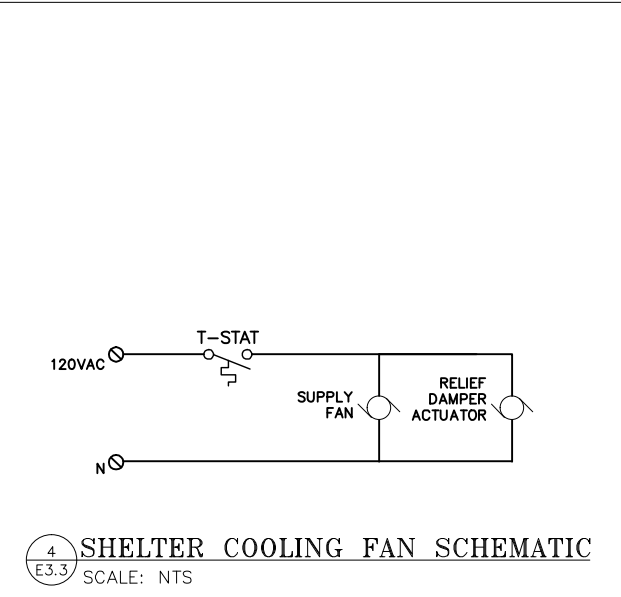 T-STAT
120VAC
SUPPLY
FAN
RELIEF
DAMPER
ACTUATOR
N
4
E3.3
SHELTER COOLING FAN SCHEMATIC
SCALE: NTS